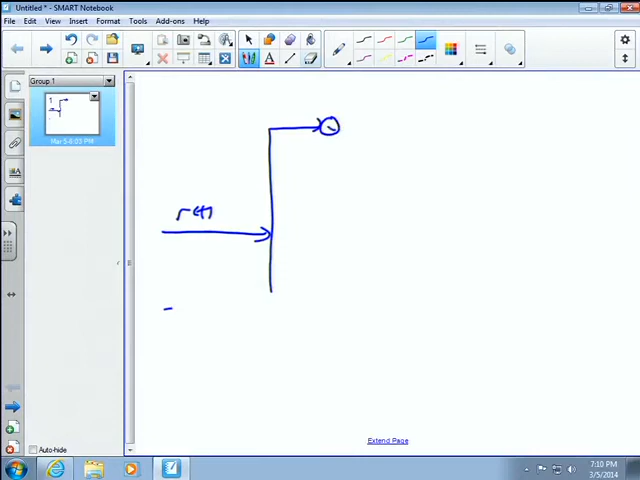 Untitled * - SMART Notebook
File Edit View Insert Format Tools Add-ons Help
Group 1
Mar 5-6:03 PM
r(t)
Extend Page
Auto-hide
7:10 PM
3/5/2014